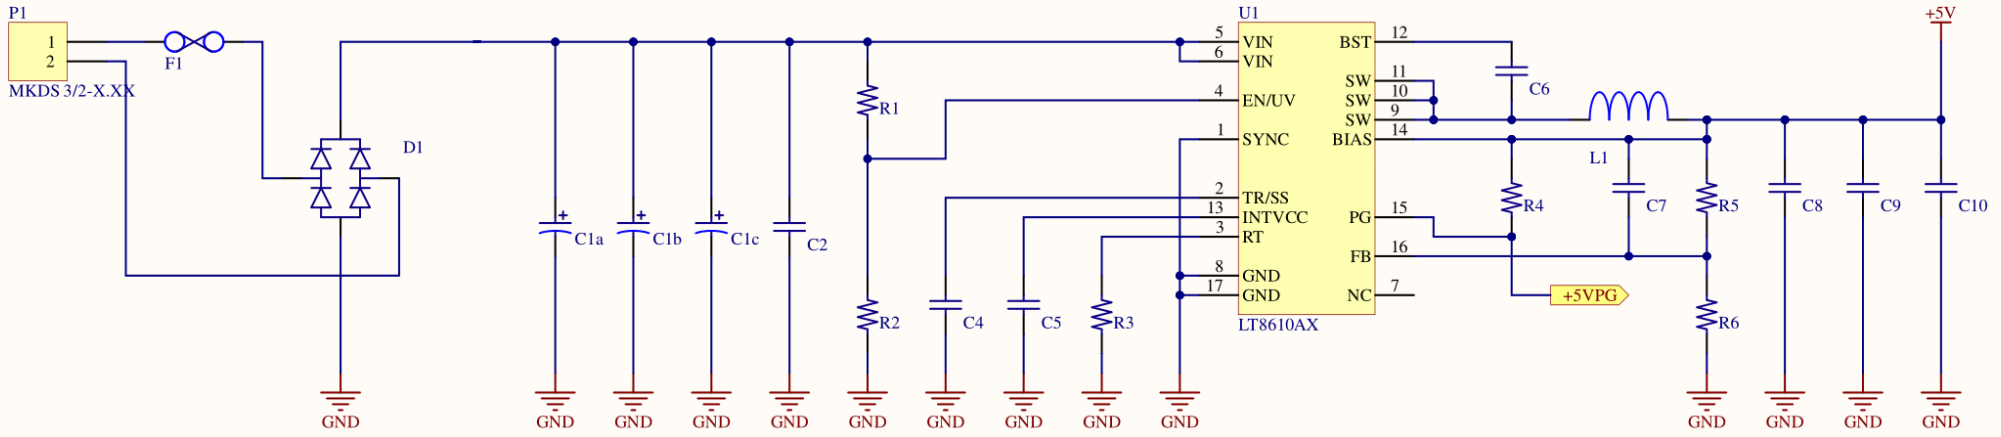 P1
1
2
MKDS 3/2-X.XX
F1
D1
+
C1a
+
C1b
+
C1c
C2
R1
R2
C4
C5
R3
U1
5 VIN
6 VIN
4 EN/UV
1 SYNC
2 TR/SS
13 INTVCC
3 RT
8 GND
17 GND
BST 12
SW 11
SW 10
SW 9
BIAS 14
PG 15
FB 16
NC 7
LT8610AX
C6
L1
R4
C7
R5
R6
+5VPG
C8
C9
C10
+5V
GND
GND
GND
GND
GND
GND
GND
GND
GND
GND
GND
GND
GND
GND